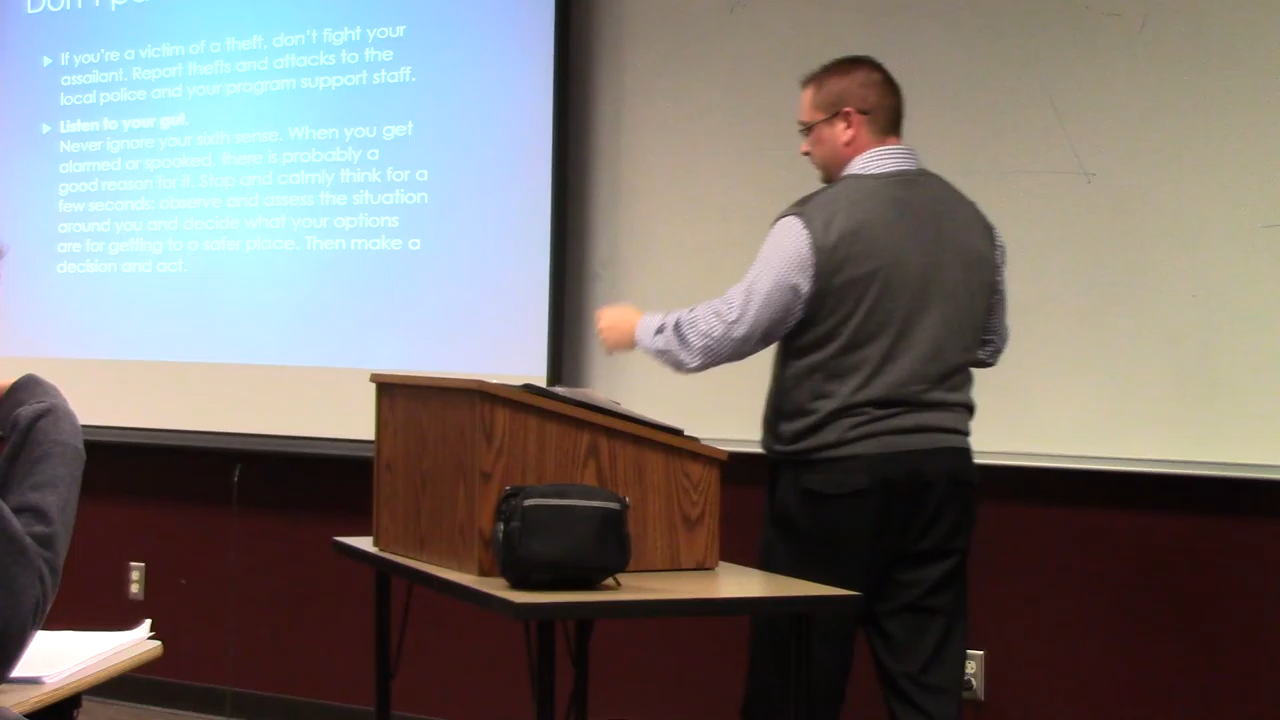 Don't
If you're a victim of a theft, don't fight your
assailant. Report thefts and attacks to the
local police and your program support staff.
Listen to your gut.
Never ignore your sixth sense. When you get
alarmed or spooked, there is probably a
good reason for it. Stop and calmly think for a
few seconds: observe and assess the situation
around you and decide what your options
are for getting to a safer place. Then make a
decision and act.